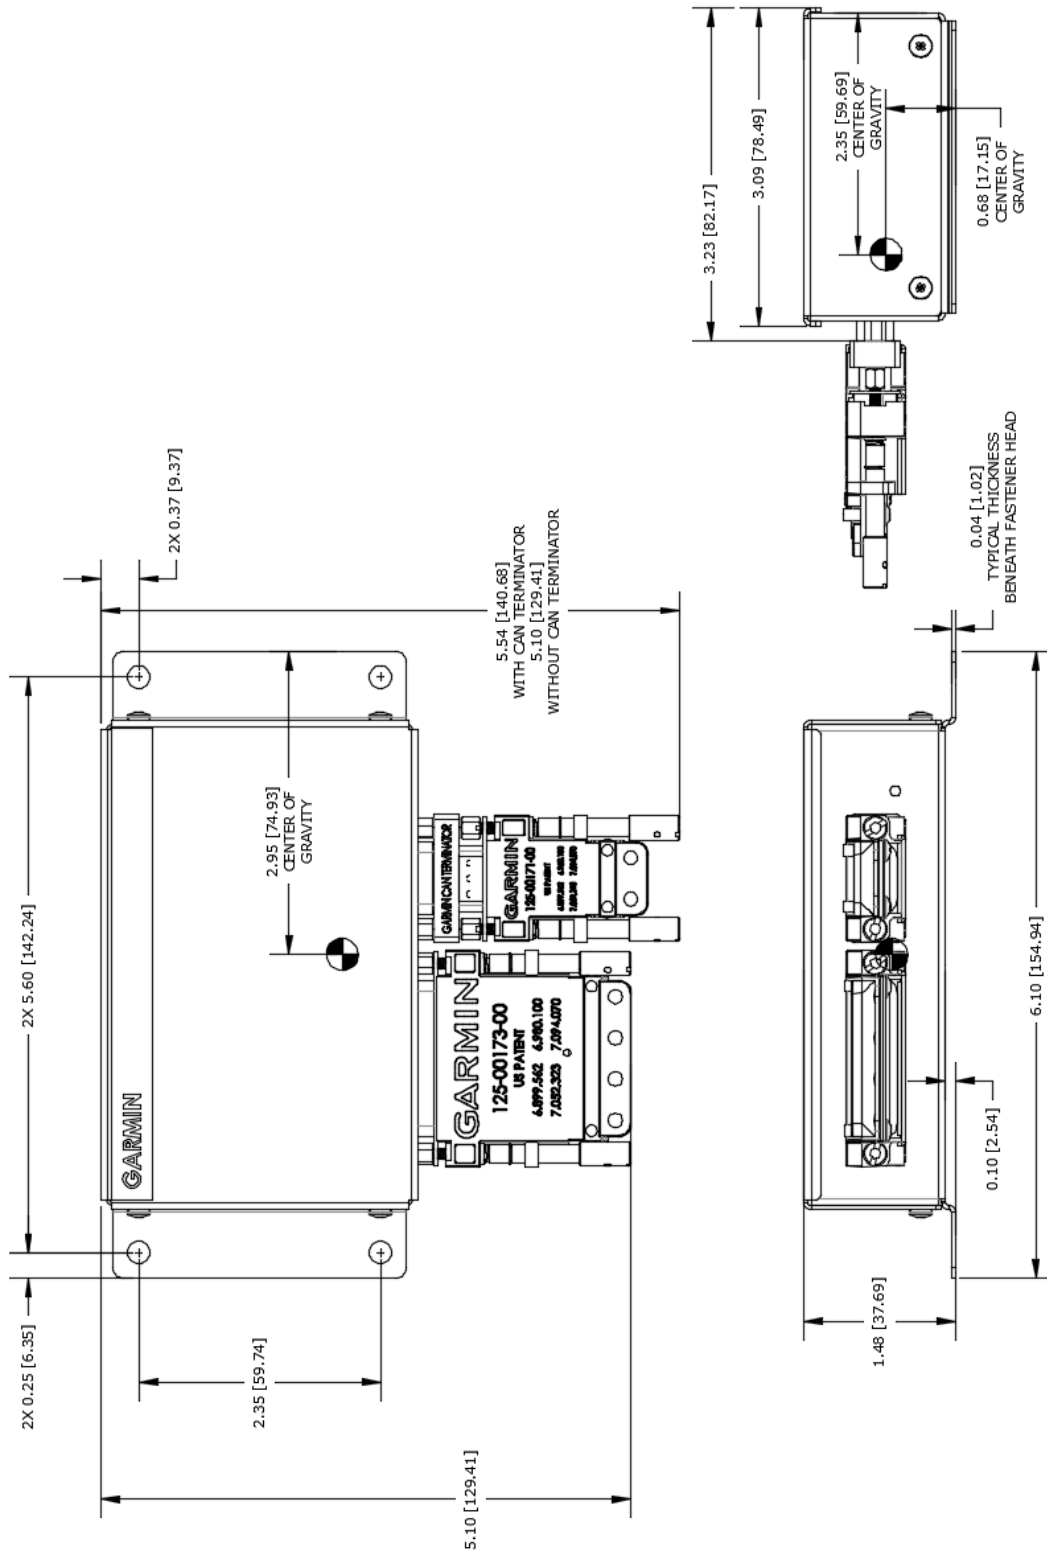 2X 0.25 [6.35]
2X 5.60 [142.24]
2X 0.37 [9.37]
2.35 [59.74]
5.10 [129.41]
GARMIN
2.95 [74.93]
CENTER OF
GRAVITY
5.54 [140.68]
WITH CAN TERMINATOR
5.10 [129.41]
WITHOUT CAN TERMINATOR
GARMIN
125-00173-00
US PATENT
6.899.562 6.980.100
7.052.323 7.094.070
GARMIN CAN TERMINATOR
GARMIN
125-00171-00
US PATENT
1.48 [37.69]
0.10 [2.54]
6.10 [154.94]
0.04 [1.02]
TYPICAL THICKNESS
BENEATH FASTENER HEAD
3.23 [82.17]
3.09 [78.49]
2.35 [59.69]
CENTER OF
GRAVITY
0.68 [17.15]
CENTER OF
GRAVITY